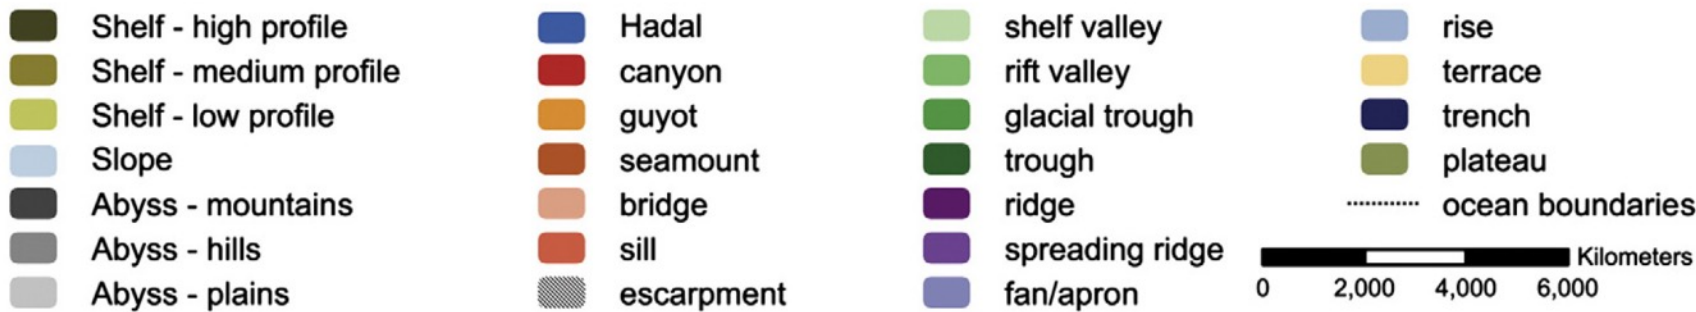 Shelf - high profile
Shelf - medium profile
Shelf - low profile
Slope
Abyss - mountains
Abyss - hills
Abyss - plains
Hadal
canyon
guyot
seamount
bridge
sill
escarpment
shelf valley
rift valley
glacial trough
trough
ridge
spreading ridge
fan/apron
rise
terrace
trench
plateau
ocean boundaries
Kilometers
0 2,000 4,000 6,000